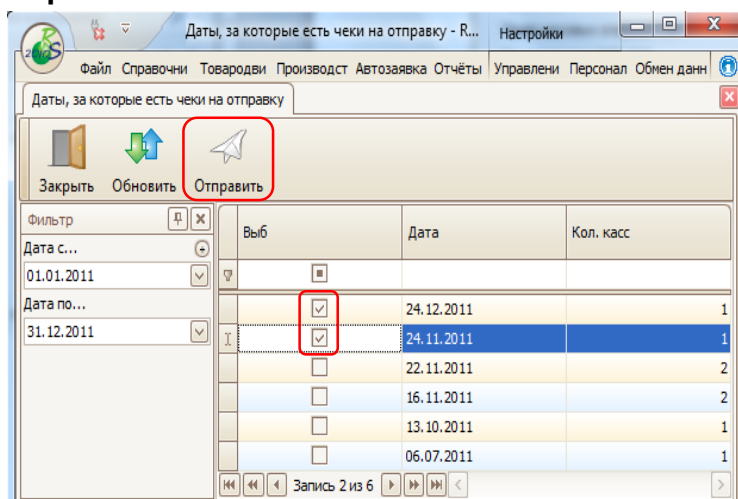 Даты, за которые есть чеки на отправку - R...
Настройки
Файл Справочни Товародви Производст Автозаявка Отчёты Управлени Персонал Обмен данн
Даты, за которые есть чеки на отправку
Закрыть Обновить Отправить
Фильтр
Дата с...
01.01.2011
Дата по...
31.12.2011
Выб Дата Кол. касс
24.12.2011 1
24.11.2011 1
22.11.2011 2
16.11.2011 2
13.10.2011 1
06.07.2011 1
Запись 2 из 6